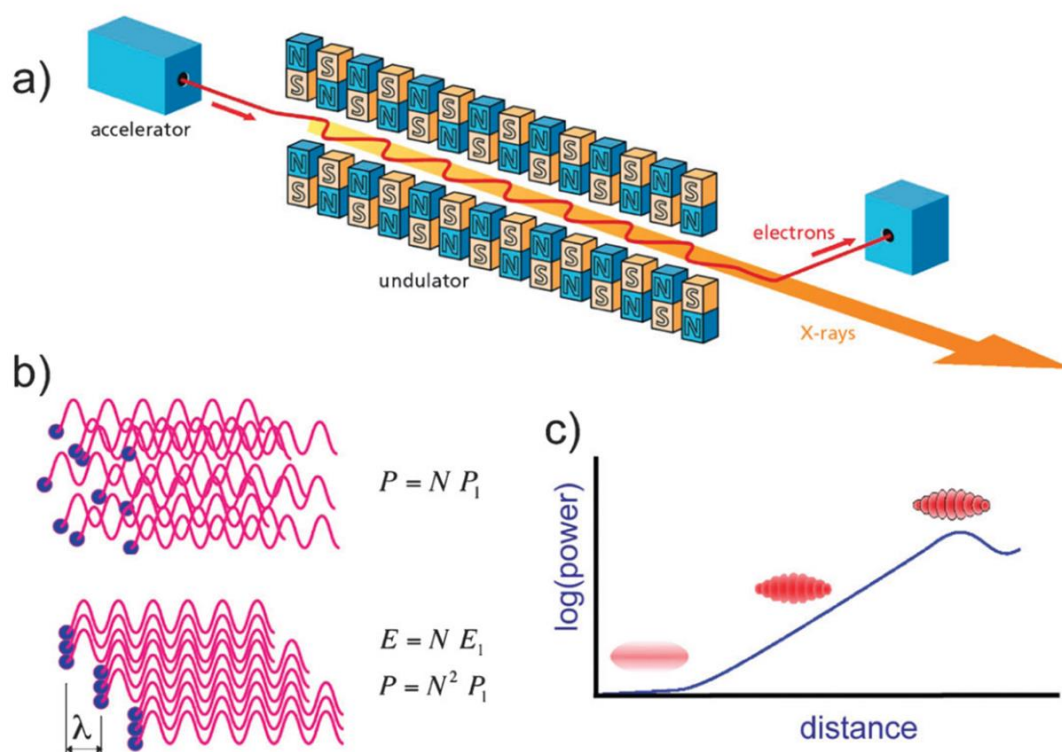 a)
accelerator
N S N S N S N S N S N S N S
S N S N S N S N S N S N S N
N S N S N S N S N S N S N S
S N S N S N S N S N S N S N
undulator
electrons
X-rays
b)
P = N P₁
E = N E₁
P = N² P₁
λ
c)
log(power)
distance